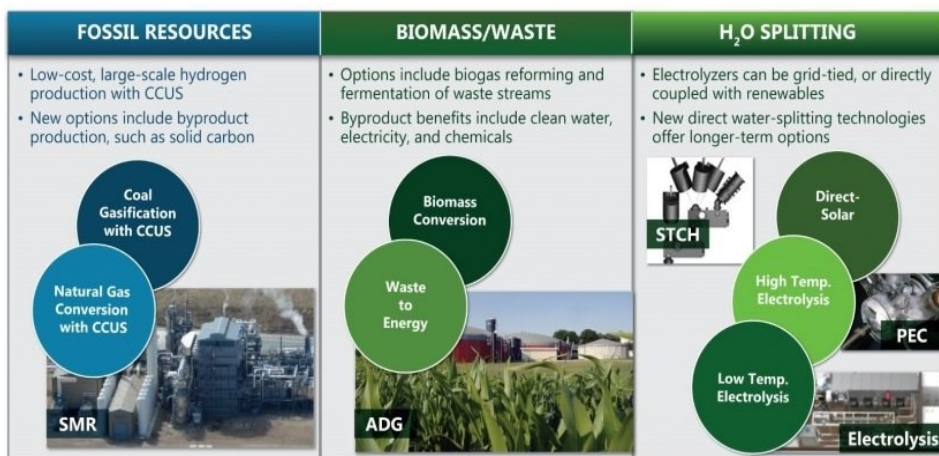 FOSSIL RESOURCES
• Low-cost, large-scale hydrogen
production with CCUS
• New options include byproduct
production, such as solid carbon
Coal
Gasification
with CCUS
Natural Gas
Conversion
with CCUS
SMR
BIOMASS/WASTE
• Options include biogas reforming and
fermentation of waste streams
• Byproduct benefits include clean water,
electricity, and chemicals
Biomass
Conversion
Waste
to
Energy
ADG
H₂O SPLITTING
• Electrolyzers can be grid-tied, or directly
coupled with renewables
• New direct water-splitting technologies
offer longer-term options
STCH
Direct-
Solar
High Temp.
Electrolysis
PEC
Low Temp.
Electrolysis
Electrolysis